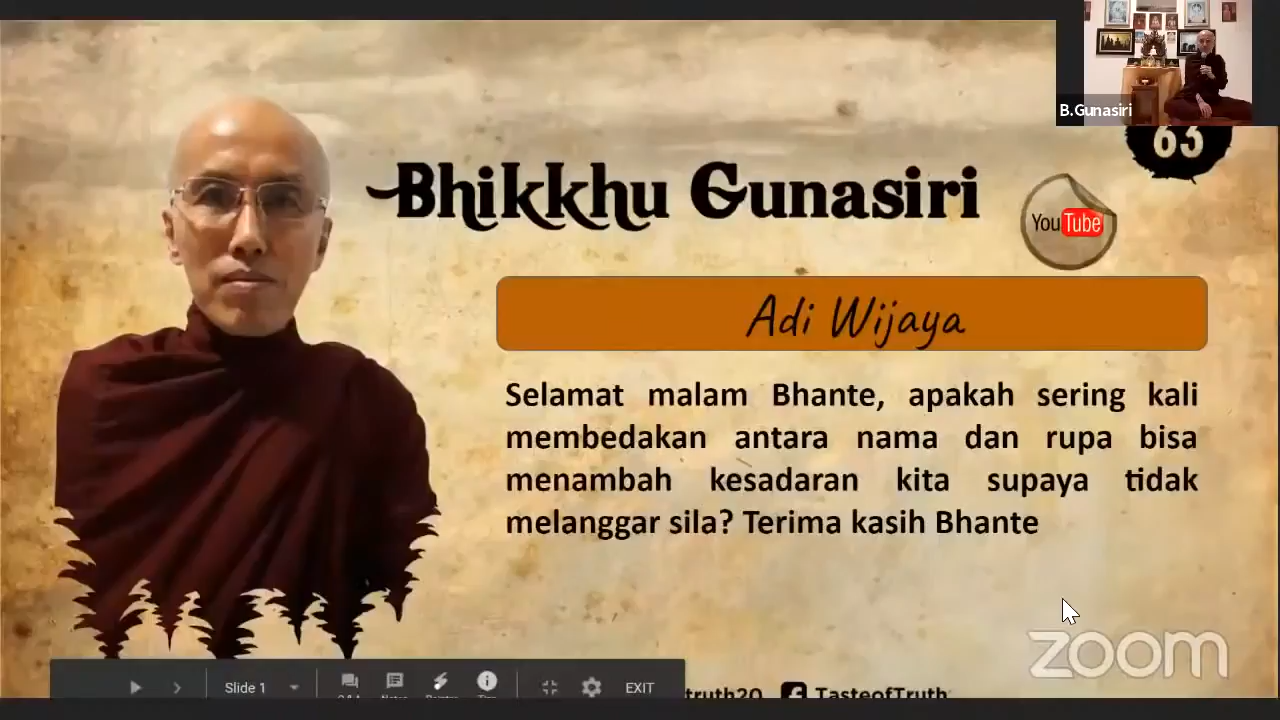 B.Gunasiri
63
Bhikkhu Gunasiri
YouTube
Adi Wijaya
Selamat malam Bhante, apakah sering kali
membedakan antara nama dan rupa bisa
menambah kesadaran kita supaya tidak
melanggar sila? Terima kasih Bhante
zoom
Slide 1
EXIT
truth20
TasteofTruth